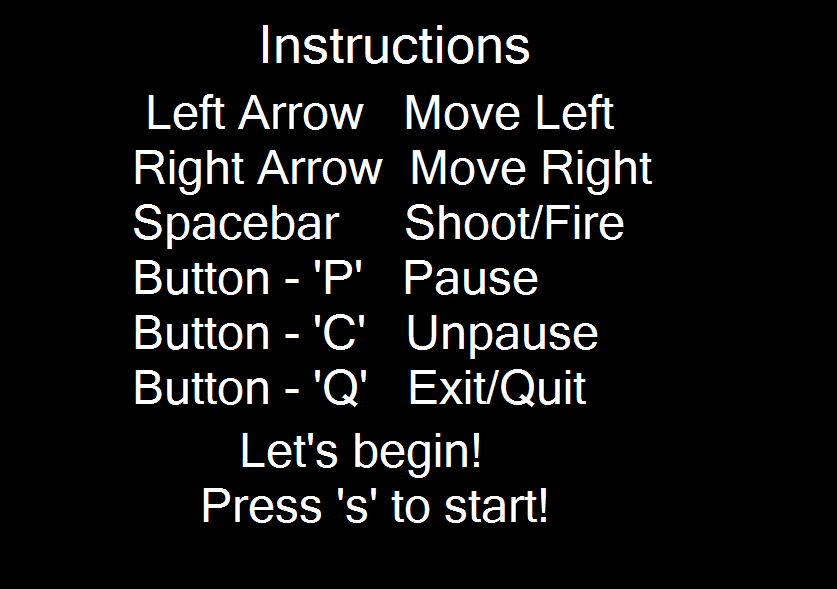 Instructions
Left Arrow Move Left
Right Arrow Move Right
Spacebar Shoot/Fire
Button - 'P' Pause
Button - 'C' Unpause
Button - 'Q' Exit/Quit
Let's begin!
Press 's' to start!